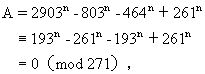 A = 2903ⁿ - 803ⁿ - 464ⁿ + 261ⁿ
≡ 193ⁿ - 261ⁿ - 193ⁿ + 261ⁿ
= 0 (mod 271) ,